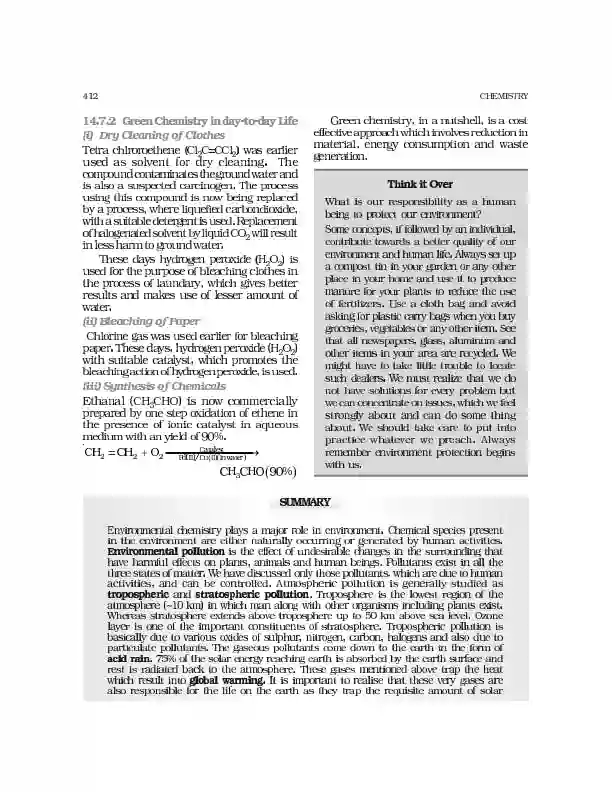 412
CHEMISTRY
14.7.2 Green Chemistry in day-to-day Life
(i) Dry Cleaning of Clothes
Tetra chlroroethene (Cl₂C=CCl₂) was earlier
used as solvent for dry cleaning. The
compound contaminates the ground water and
is also a suspected carcinogen. The process
using this compound is now being replaced
by a process, where liquefied carbondioxide,
with a suitable detergent is used. Replacement
of halogenated solvent by liquid CO₂ will result
in less harm to ground water.
These days hydrogen peroxide (H₂O₂) is
used for the purpose of bleaching clothes in
the process of laundary, which gives better
results and makes use of lesser amount of
water.
(ii) Bleaching of Paper
Chlorine gas was used earlier for bleaching
paper. These days, hydrogen peroxide (H₂O₂)
with suitable catalyst, which promotes the
bleaching action of hydrogen peroxide, is used.
(iii) Synthesis of Chemicals
Ethanal (CH₃CHO) is now commercially
prepared by one step oxidation of ethene in
the presence of ionic catalyst in aqueous
medium with an yield of 90%.
CH₂ = CH₂ + O₂ Catalyst
Pd(II)/Cu(II)(in water)
CH₃CHO(90%)
Green chemistry, in a nutshell, is a cost
effective approach which involves reduction in
material, energy consumption and waste
generation.
Think it Over
What is our responsibility as a human
being to protect our environment?
Some concepts, if followed by an individual,
contribute towards a better quality of our
environment and human life. Always set up
a compost tin in your garden or any other
place in your home and use it to produce
manure for your plants to reduce the use
of fertilizers. Use a cloth bag and avoid
asking for plastic carry bags when you buy
groceries, vegetables or any other item. See
that all newspapers, glass, aluminum and
other items in your area are recycled. We
might have to take little trouble to locate
such dealers. We must realize that we do
not have solutions for every problem but
we can concentrate on issues, which we feel
strongly about and can do some thing
about. We should take care to put into
practice whatever we preach. Always
remember environment protection begins
with us.
SUMMARY
Environmental chemistry plays a major role in environment. Chemical species present
in the environment are either naturally occurring or generated by human activities.
Environmental pollution is the effect of undesirable changes in the surrounding that
have harmful effects on plants, animals and human beings. Pollutants exist in all the
three states of matter. We have discussed only those pollutants, which are due to human
activities, and can be controlled. Atmospheric pollution is generally studied as
tropospheric and stratospheric pollution. Troposphere is the lowest region of the
atmosphere (~10 km) in which man along with other organisms including plants exist.
Whereas stratosphere extends above troposphere up to 50 km above sea level. Ozone
layer is one of the important constituents of stratosphere. Tropospheric pollution is
basically due to various oxides of sulphur, nitrogen, carbon, halogens and also due to
particulate pollutants. The gaseous pollutants come down to the earth in the form of
acid rain. 75% of the solar energy reaching earth is absorbed by the earth surface and
rest is radiated back to the atmosphere. These gases mentioned above trap the heat
which result into global warming. It is important to realise that these very gases are
also responsible for the life on the earth as they trap the requisite amount of solar